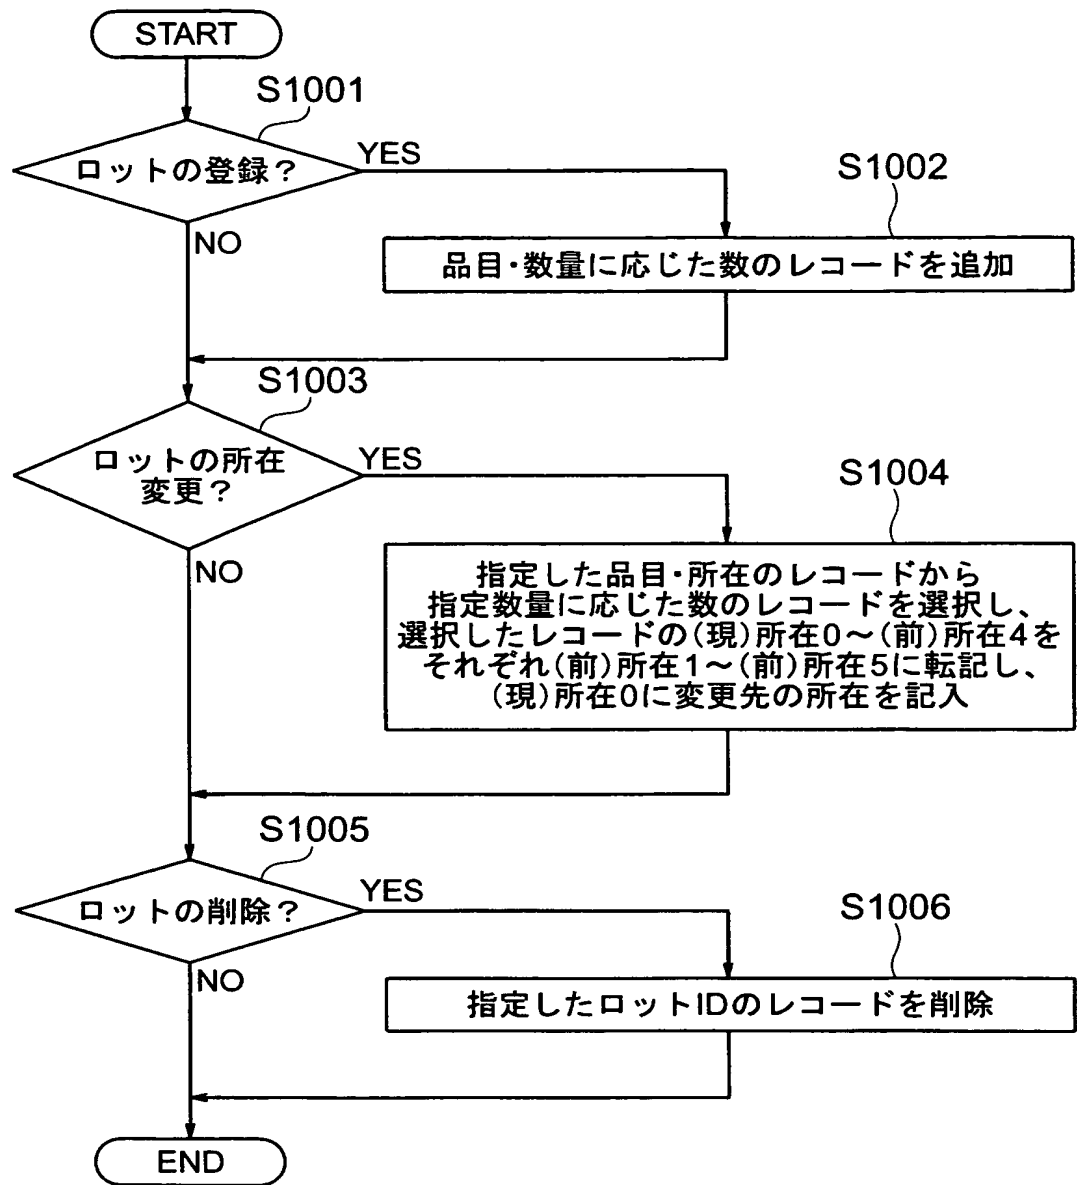 START
S1001
ロットの登録？
YES
NO
S1002
品目・数量に応じた数のレコードを追加
S1003
ロットの所在
変更？
YES
NO
S1004
指定した品目・所在のレコードから
指定数量に応じた数のレコードを選択し、
選択したレコードの(現)所在0～(前)所在4を
それぞれ(前)所在1～(前)所在5に転記し、
(現)所在0に変更先の所在を記入
S1005
ロットの削除？
YES
NO
S1006
指定したロットIDのレコードを削除
END